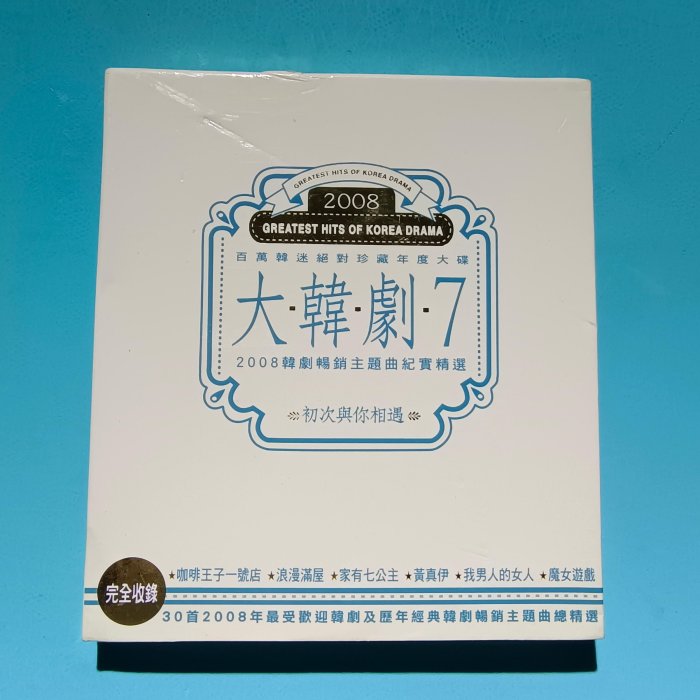 GREATEST HITS OF KOREA DRAMA
2008
GREATEST HITS OF KOREA DRAMA
百萬韓迷絕對珍藏年度大碟
大·韓·劇·7
2008韓劇暢銷主題曲紀實精選
初次與你相遇
完全收錄
★咖啡王子一號店 ★浪漫滿屋 ★家有七公主 ★黃真伊 ★我男人的女人 ★魔女遊戲
30首2008年最受歡迎韓劇及歷年經典韓劇暢銷主題曲總精選